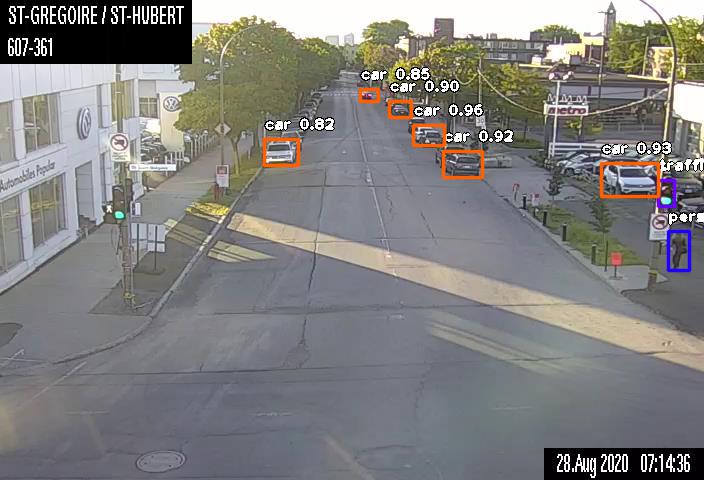 ST-GREGOIRE / ST-HUBERT
607-361
car 0.85
car 0.90
car 0.96
car 0.82
car 0.92
car 0.93
traffi
pers
Automobiles Popular
metro
28.Aug 2020 07:14:36